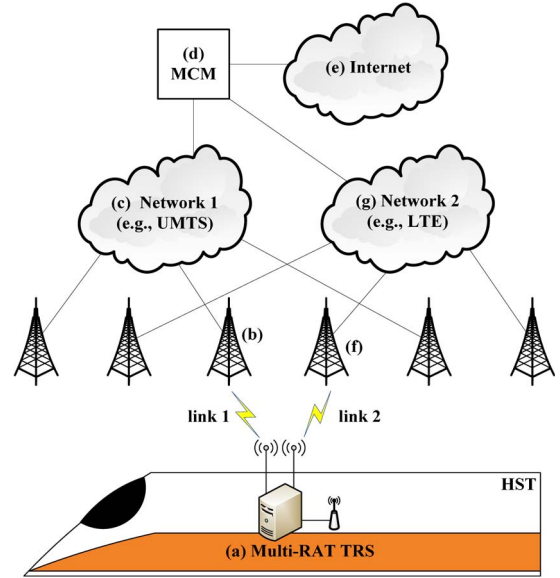 (d)
MCM
(e) Internet
(c) Network 1
(e.g., UMTS)
(g) Network 2
(e.g., LTE)
(b)
(f)
link 1
link 2
HST
(a) Multi-RAT TRS